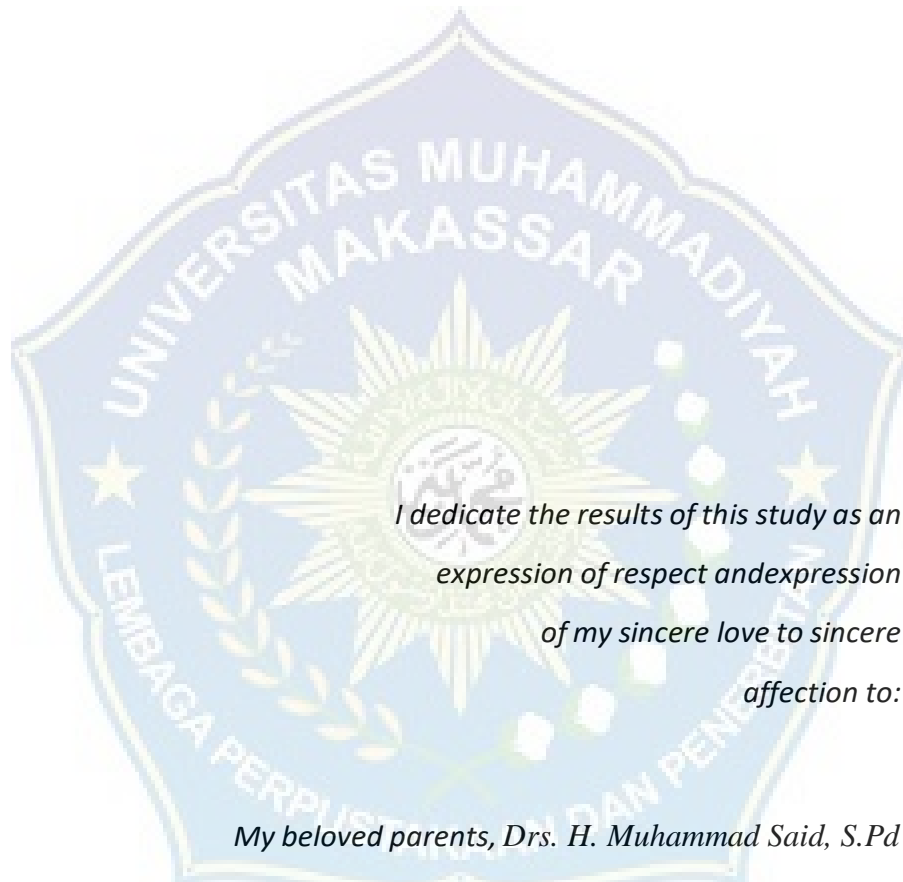 UNIVERSITAS MUHAMMADIYAH
MAKASSAR
I dedicate the results of this study as an
expression of respect andexpression
of my sincere love to sincere
affection to:
My beloved parents, Drs. H. Muhammad Said, S.Pd
LEMBAGA PERPUSTAKAAN DAN PENERBITAN